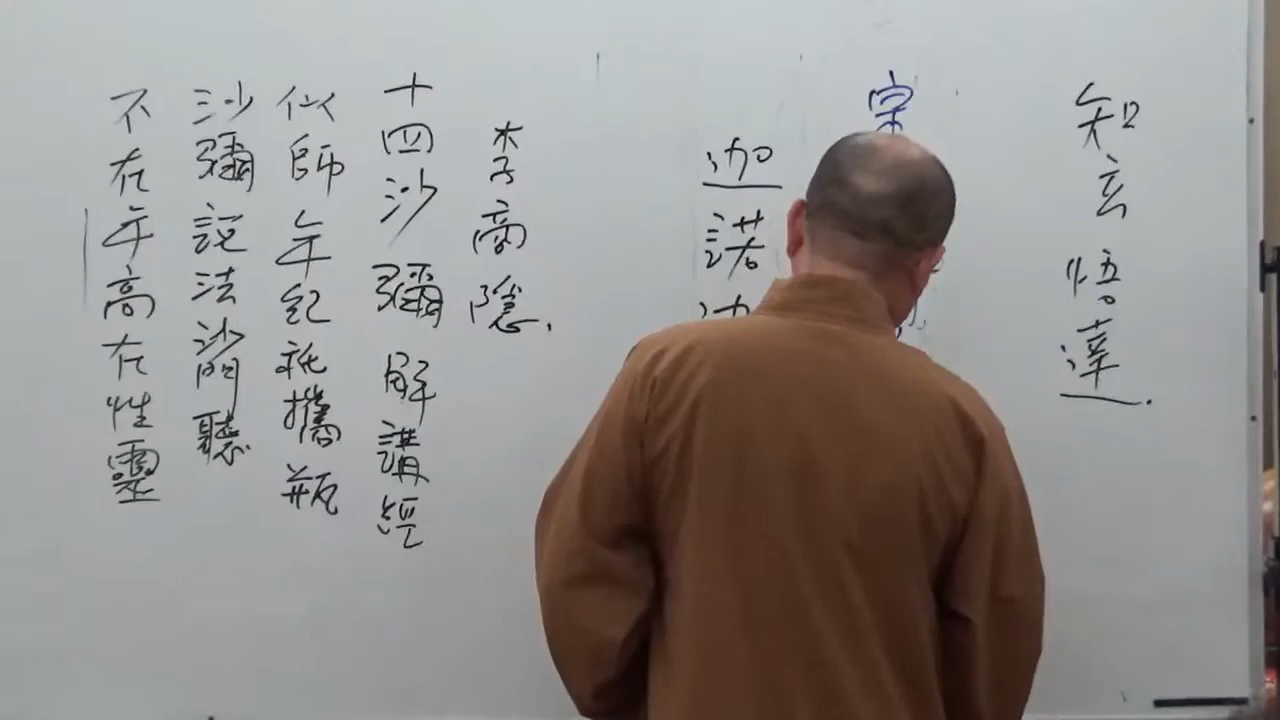 知玄悟達.
宗
迦諾迦
李商隱.
十四沙彌解講經
似師年紀衹攜瓶
沙彌說法沙門聽
不在年高在性靈